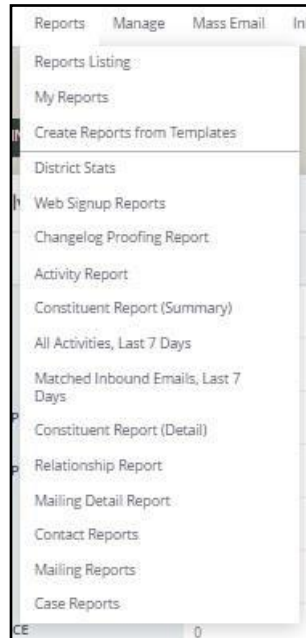 Reports Manage Mass Email In
Reports Listing
My Reports
Create Reports from Templates
District Stats
Web Signup Reports
Changelog Proofing Report
Activity Report
Constituent Report (Summary)
All Activities, Last 7 Days
Matched Inbound Emails, Last 7
Days
Constituent Report (Detail)
Relationship Report
Mailing Detail Report
Contact Reports
Mailing Reports
Case Reports
CE 0